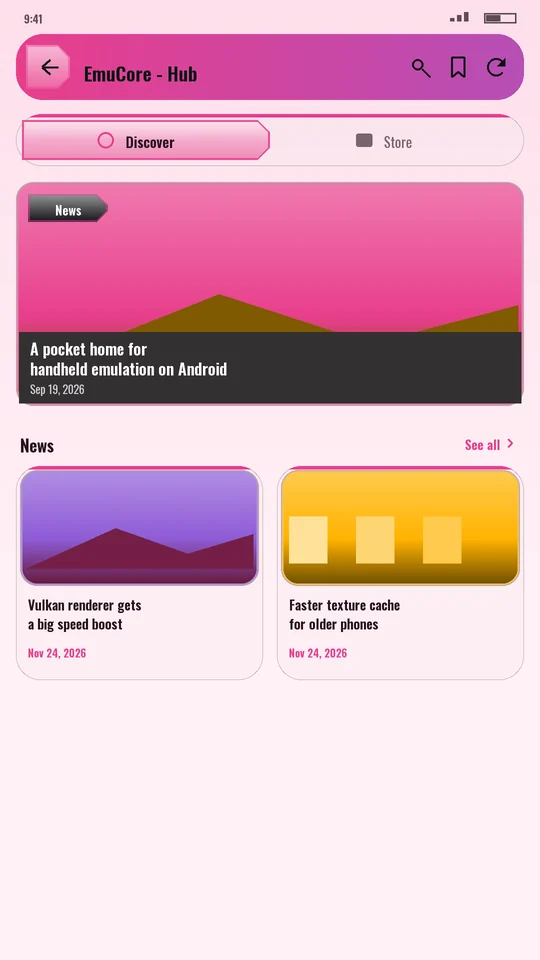 9:41
EmuCore - Hub
Discover
Store
News
A pocket home for
handheld emulation on Android
Sep 19, 2026
News
See all
Vulkan renderer gets
a big speed boost
Nov 24, 2026
Faster texture cache
for older phones
Nov 24, 2026